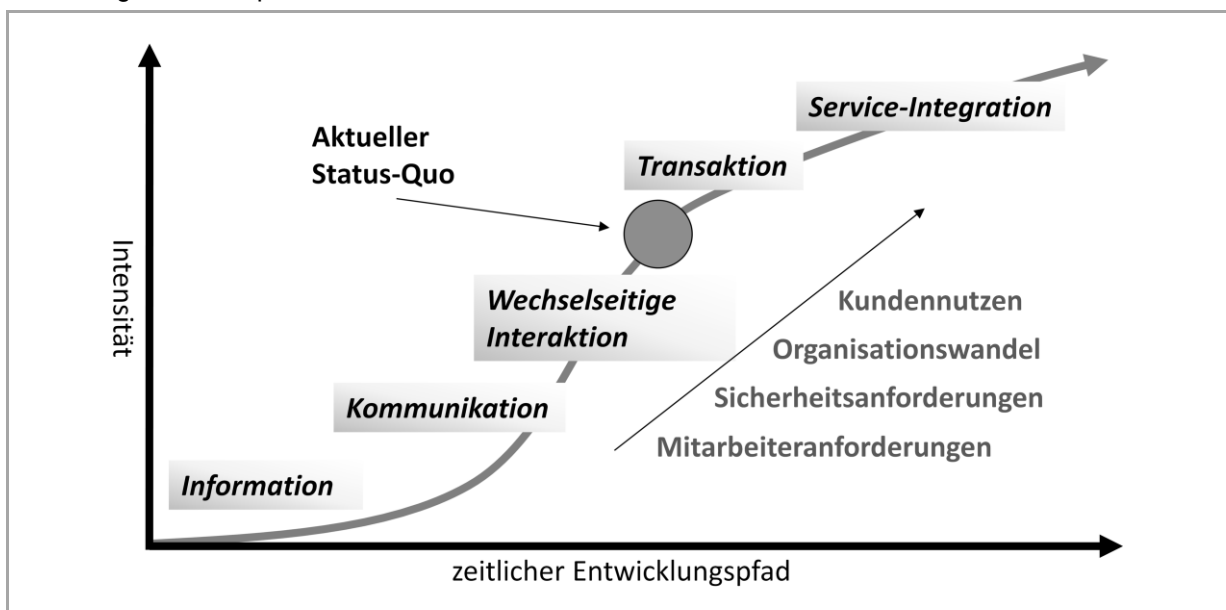 Service-Integration
Aktueller
Status-Quo
Transaktion
Intensität
Wechselseitige
Interaktion
Kundennutzen
Organisationswandel
Kommunikation
Sicherheitsanforderungen
Mitarbeiteranforderungen
Information
zeitlicher Entwicklungspfad